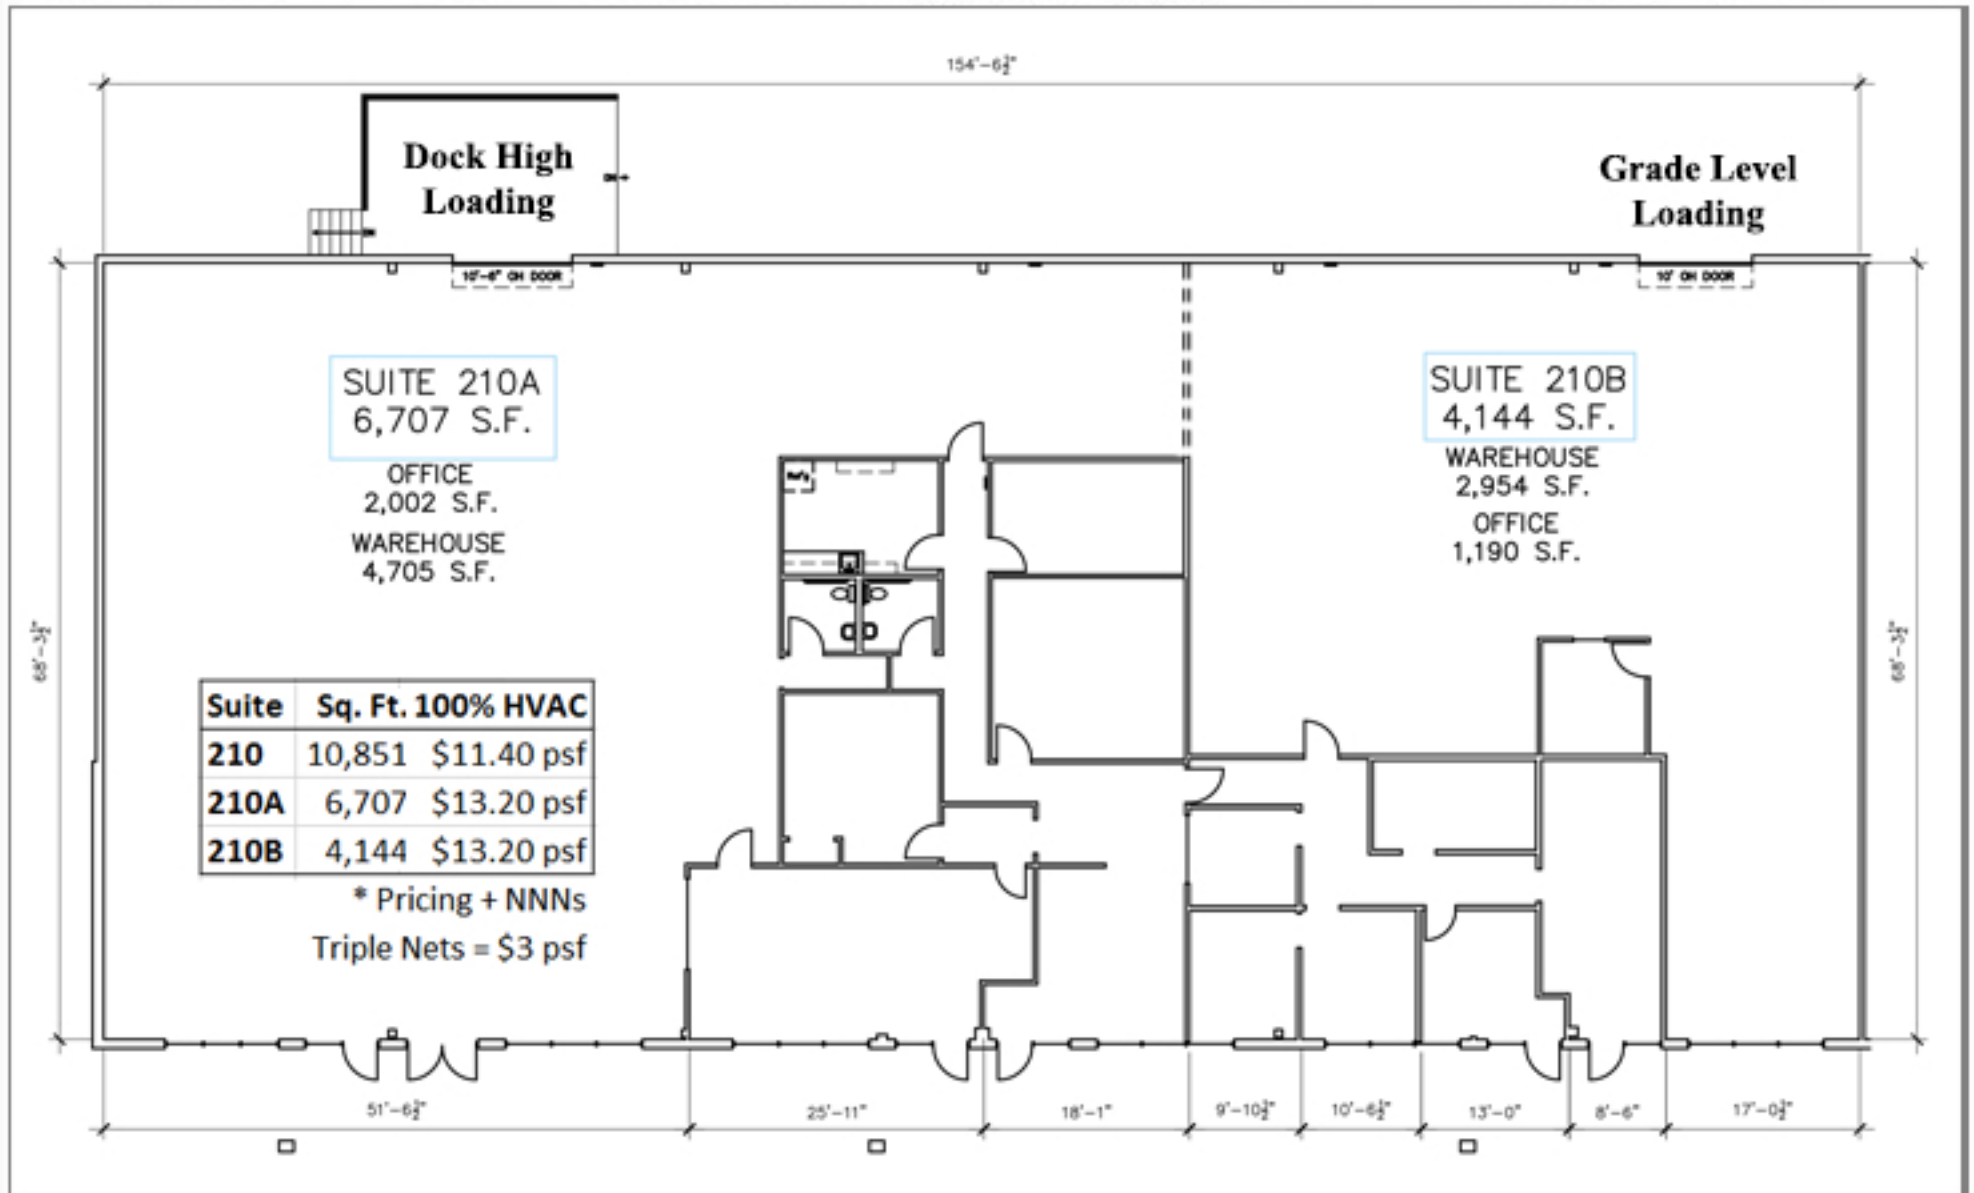 154'-6½"
Dock High
Loading
Grade Level
Loading
10'-6" OH DOOR
10' OH DOOR
SUITE 210A
6,707 S.F.
OFFICE
2,002 S.F.
WAREHOUSE
4,705 S.F.
SUITE 210B
4,144 S.F.
WAREHOUSE
2,954 S.F.
OFFICE
1,190 S.F.
68'-3½"
68'-3½"
Suite Sq. Ft. 100% HVAC
210 10,851 $11.40 psf
210A 6,707 $13.20 psf
210B 4,144 $13.20 psf
* Pricing + NNNs
Triple Nets = $3 psf
51'-6½" 25'-11" 18'-1" 9'-10½" 10'-6½" 13'-0" 8'-6" 17'-0½"